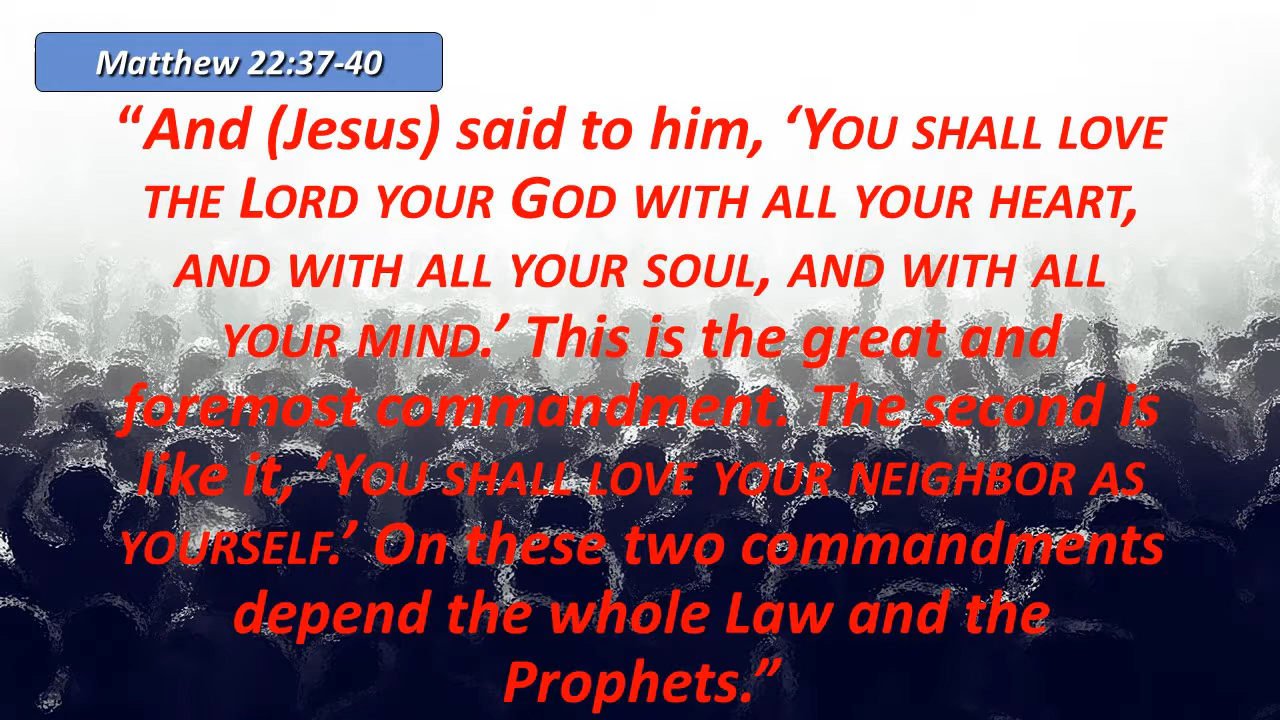 Matthew 22:37-40
“And (Jesus) said to him, ‘YOU SHALL LOVE
THE LORD YOUR GOD WITH ALL YOUR HEART,
AND WITH ALL YOUR SOUL, AND WITH ALL
YOUR MIND.’ This is the great and
foremost commandment. The second is
like it, ‘YOU SHALL LOVE YOUR NEIGHBOR AS
YOURSELF.’ On these two commandments
depend the whole Law and the
Prophets.”